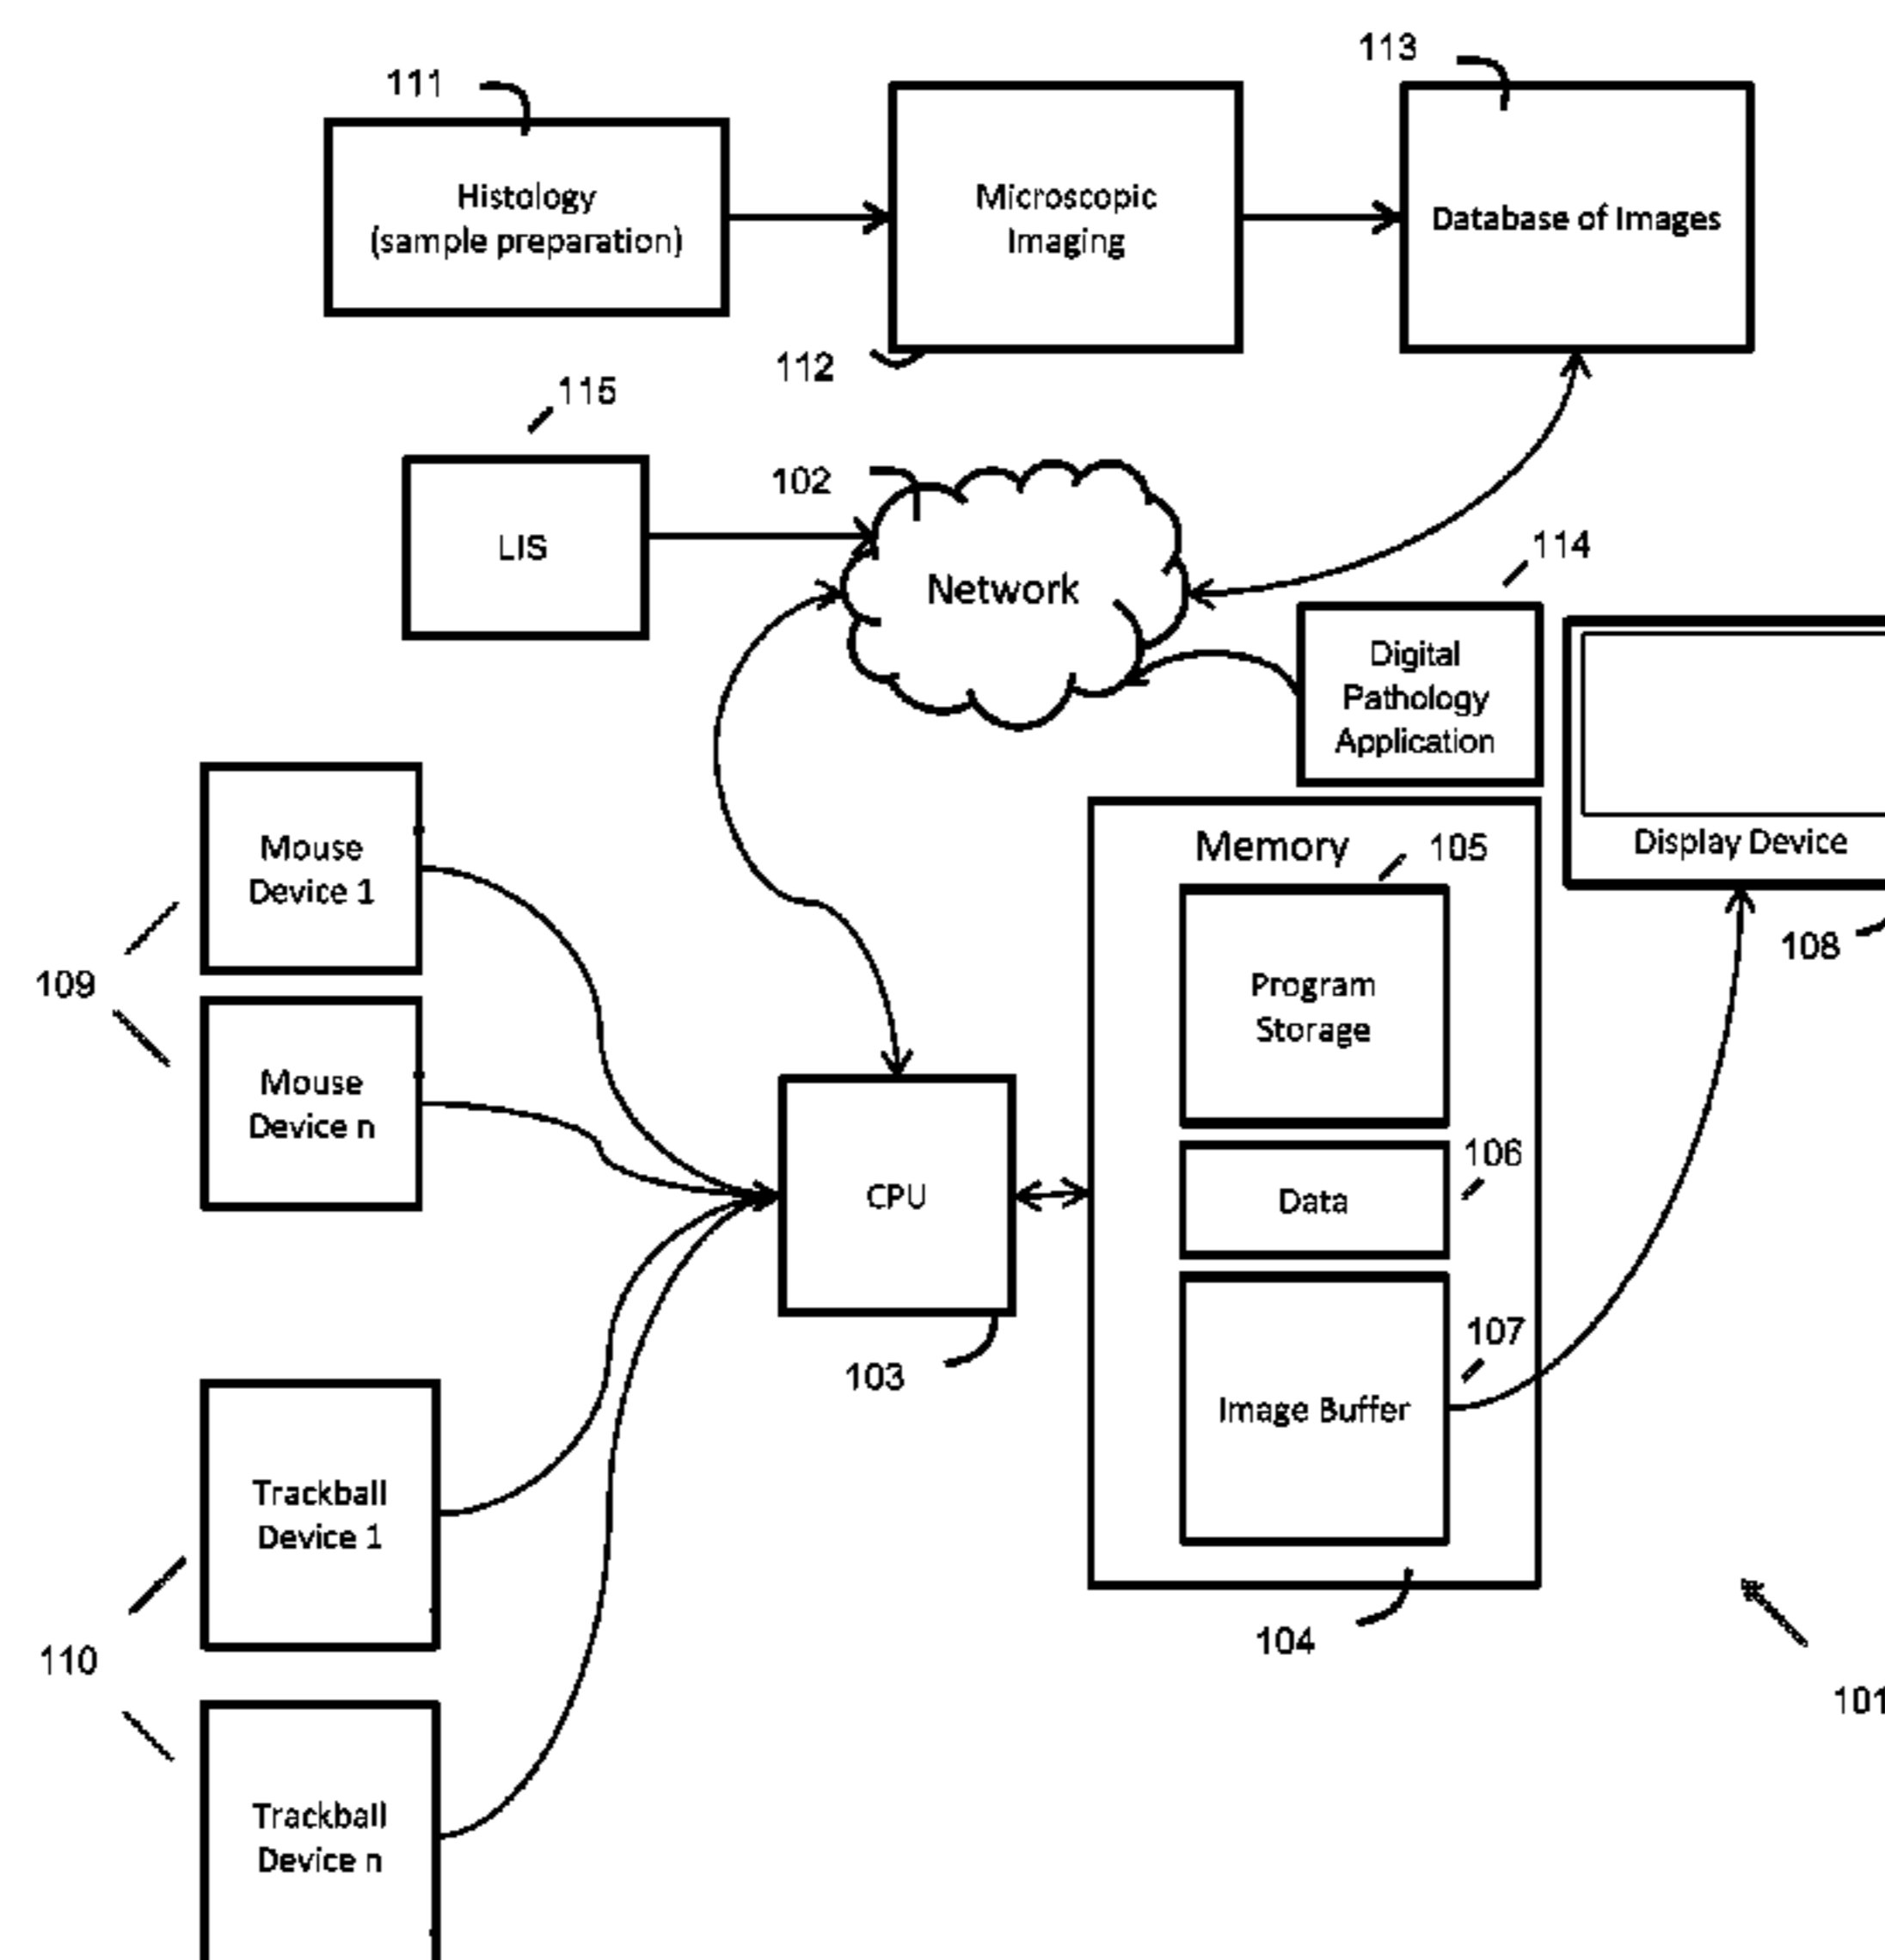 113
111
Histology
(sample preparation)
Microscopic
Imaging
Database of Images
112
115
102
LIS
Network
114
Digital
Pathology
Application
Mouse
Device 1
Memory
105
Display Device
108
109
Program
Storage
Mouse
Device n
CPU
106
Data
107
103
Image Buffer
Trackball
Device 1
104
110
101
Trackball
Device n